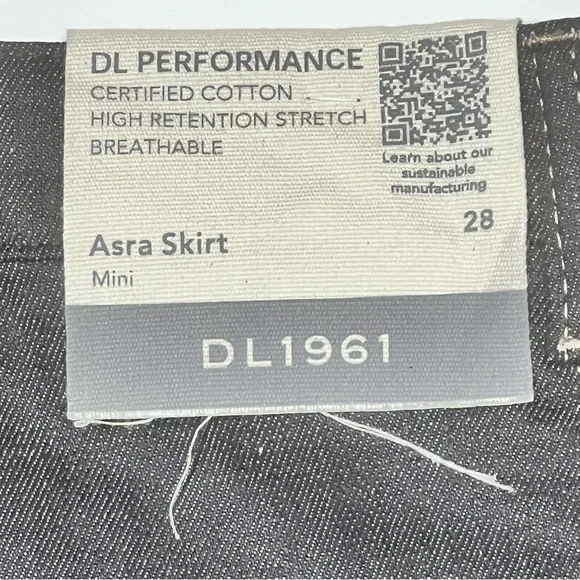 DL PERFORMANCE
CERTIFIED COTTON
HIGH RETENTION STRETCH
BREATHABLE
Learn about our
sustainable
manufacturing
28
Asra Skirt
Mini
DL1961